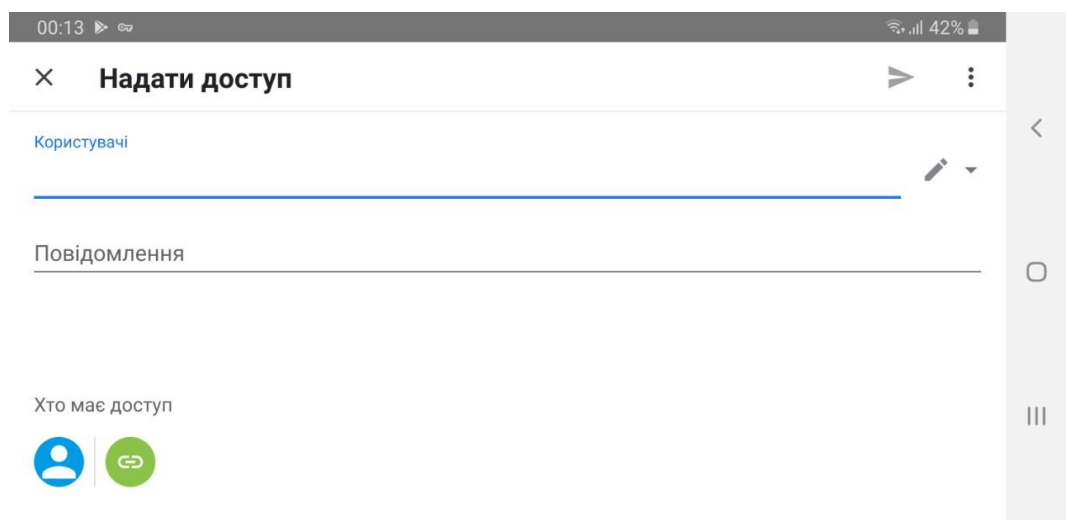 00:13 42%
Надати доступ
Користувачі
Повідомлення
Хто має доступ